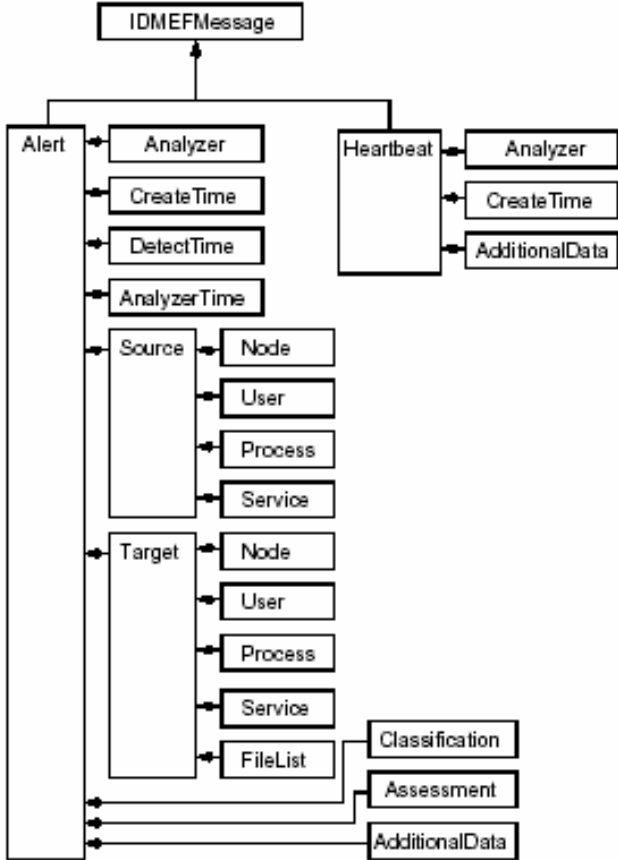 IDMEFMessage
Alert
Analyzer
Heartbeat
Analyzer
CreateTime
CreateTime
DetectTime
AdditionalData
AnalyzerTime
Source
Node
User
Process
Service
Target
Node
User
Process
Service
FileList
Classification
Assessment
AdditionalData